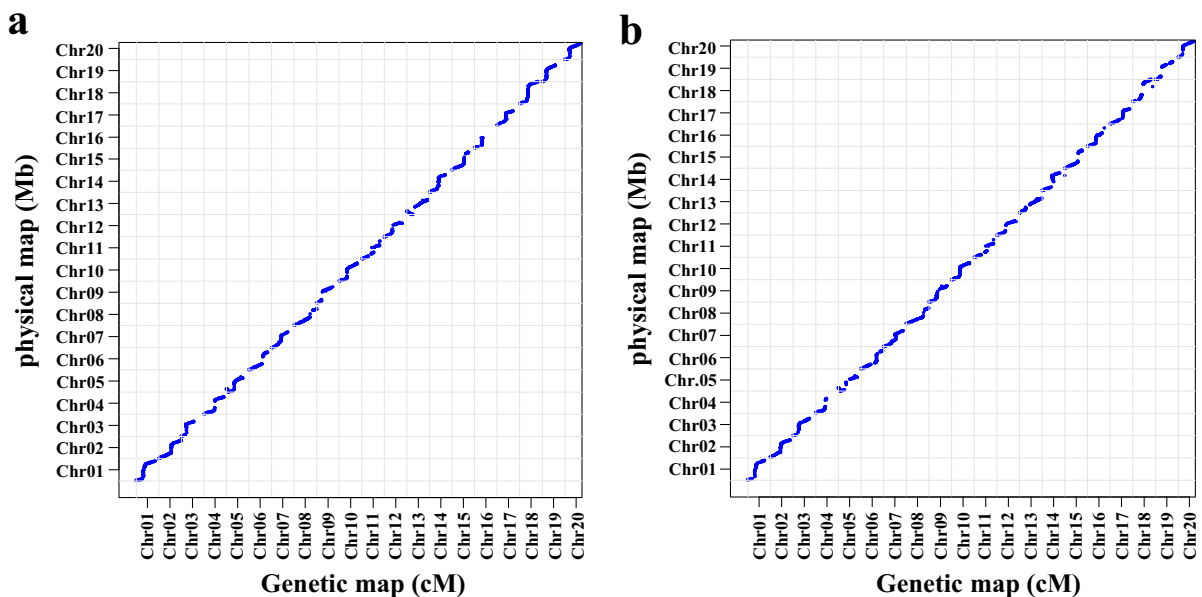 a
physical map (Mb)
Chr20
Chr19
Chr18
Chr17
Chr16
Chr15
Chr14
Chr13
Chr12
Chr11
Chr10
Chr09
Chr08
Chr07
Chr06
Chr05
Chr04
Chr03
Chr02
Chr01
Chr01
Chr02
Chr03
Chr04
Chr05
Chr06
Chr07
Chr08
Chr09
Chr10
Chr11
Chr12
Chr13
Chr14
Chr15
Chr16
Chr17
Chr18
Chr19
Chr20
Genetic map (cM)
b
physical map (Mb)
Chr20
Chr19
Chr18
Chr17
Chr16
Chr15
Chr14
Chr13
Chr12
Chr11
Chr10
Chr09
Chr08
Chr07
Chr06
Chr.05
Chr04
Chr03
Chr02
Chr01
Chr01
Chr02
Chr03
Chr04
Chr05
Chr06
Chr07
Chr08
Chr09
Chr10
Chr11
Chr12
Chr13
Chr14
Chr15
Chr16
Chr17
Chr18
Chr19
Chr20
Genetic map (cM)